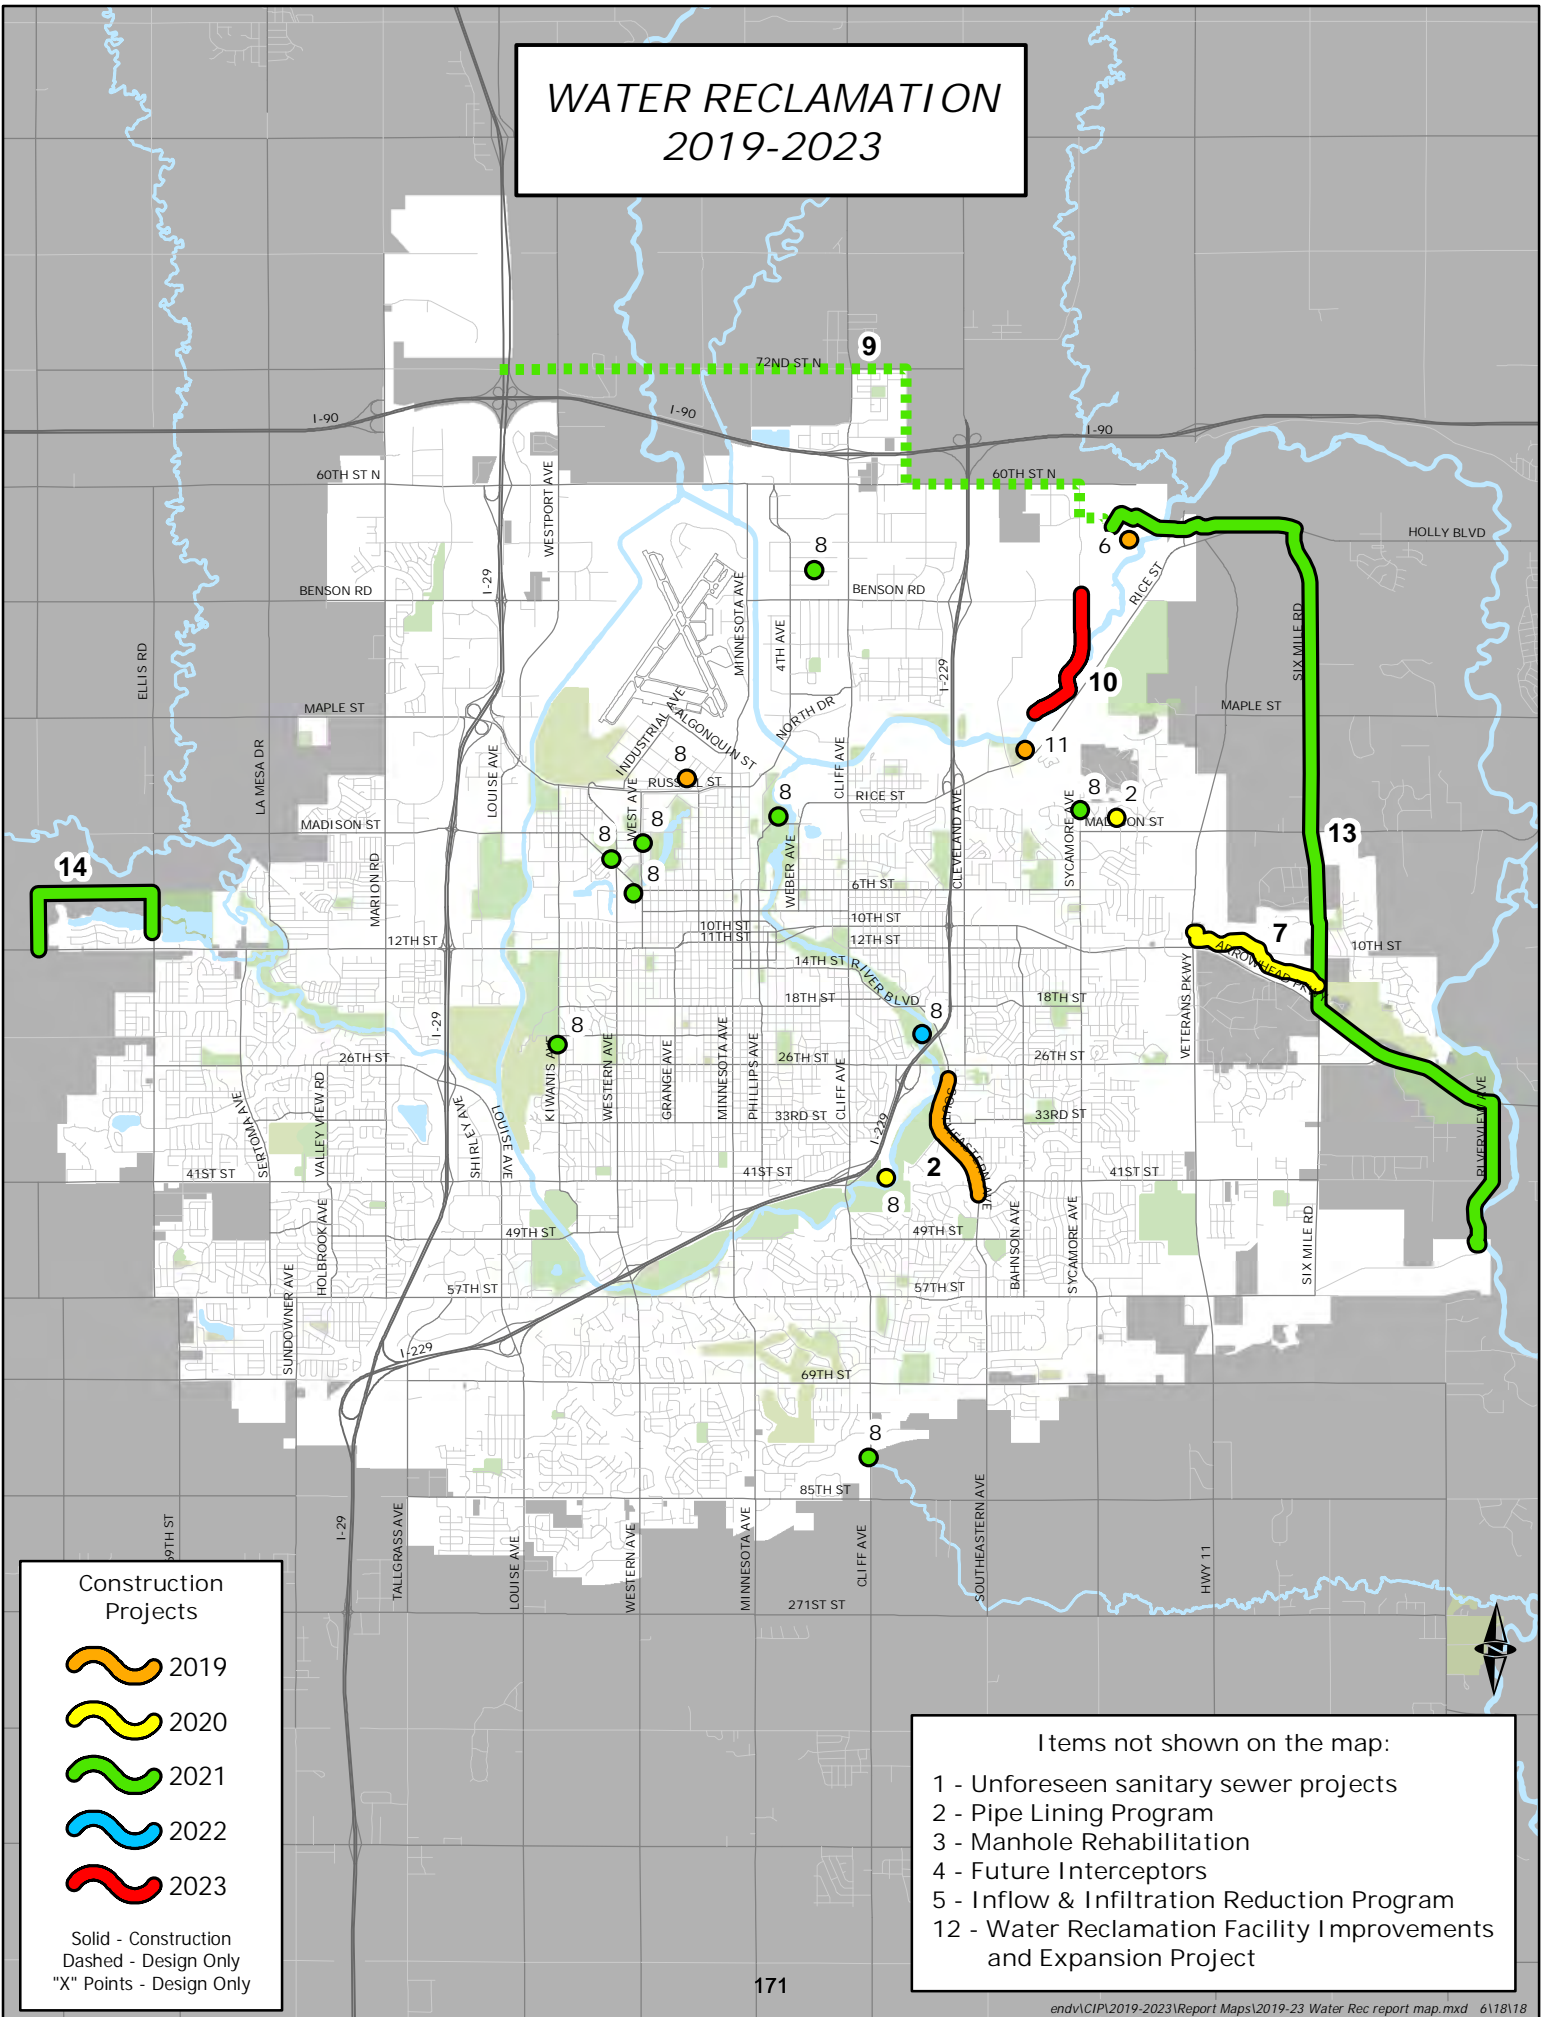 WATER RECLAMATION
2019-2023
9
72ND ST N
I-90
I-90
I-90
60TH ST N
60TH ST N
WESTPORT AVE
HOLLY BLVD
6
8
I-29
BENSON RD
BENSON RD
RICE ST
MINNESOTA AVE
4TH AVE
ELLIS RD
SIX MILE RD
I-229
10
MAPLE ST
MAPLE ST
INDUSTRIAL AVE
ALGONQUIN ST
NORTH DR
LA MESA DR
LOUISE AVE
8
11
CLIFF AVE
RUSSELL ST
RICE ST
8
8
2
WEST AVE
CLEVELAND AVE
SYCAMORE AVE
MADISON ST
MADISON ST
8
8
13
14
8
MARION RD
WEBER AVE
6TH ST
10TH ST
10TH ST
11TH ST
12TH ST
12TH ST
7
10TH ST
ARROWHEAD PKWY
14TH ST
RIVER BLVD
VETERANS PKWY
18TH ST
18TH ST
8
8
I-29
26TH ST
26TH ST
26TH ST
KIWANIS AVE
WESTERN AVE
GRANGE AVE
MINNESOTA AVE
PHILLIPS AVE
CLIFF AVE
SERTOMA AVE
VALLEY VIEW RD
SHIRLEY AVE
LOUISE AVE
33RD ST
33RD ST
I-229
SOUTHEASTERN AVE
RIVERVIEW AVE
41ST ST
41ST ST
41ST ST
2
8
HOLBROOK AVE
49TH ST
49TH ST
BAHNSON AVE
SYCAMORE AVE
SIX MILE RD
SUNDOWNER AVE
57TH ST
57TH ST
I-229
69TH ST
8
85TH ST
69TH ST
I-29
TALLGRASS AVE
LOUISE AVE
WESTERN AVE
MINNESOTA AVE
CLIFF AVE
SOUTHEASTERN AVE
HWY 11
271ST ST
N
Construction
Projects
2019
2020
2021
2022
2023
Solid - Construction
Dashed - Design Only
"X" Points - Design Only
Items not shown on the map:
1 - Unforeseen sanitary sewer projects
2 - Pipe Lining Program
3 - Manhole Rehabilitation
4 - Future Interceptors
5 - Inflow & Infiltration Reduction Program
12 - Water Reclamation Facility Improvements
and Expansion Project
171
endv\CIP\2019-2023\Report Maps\2019-23 Water Rec report map.mxd 6\18\18